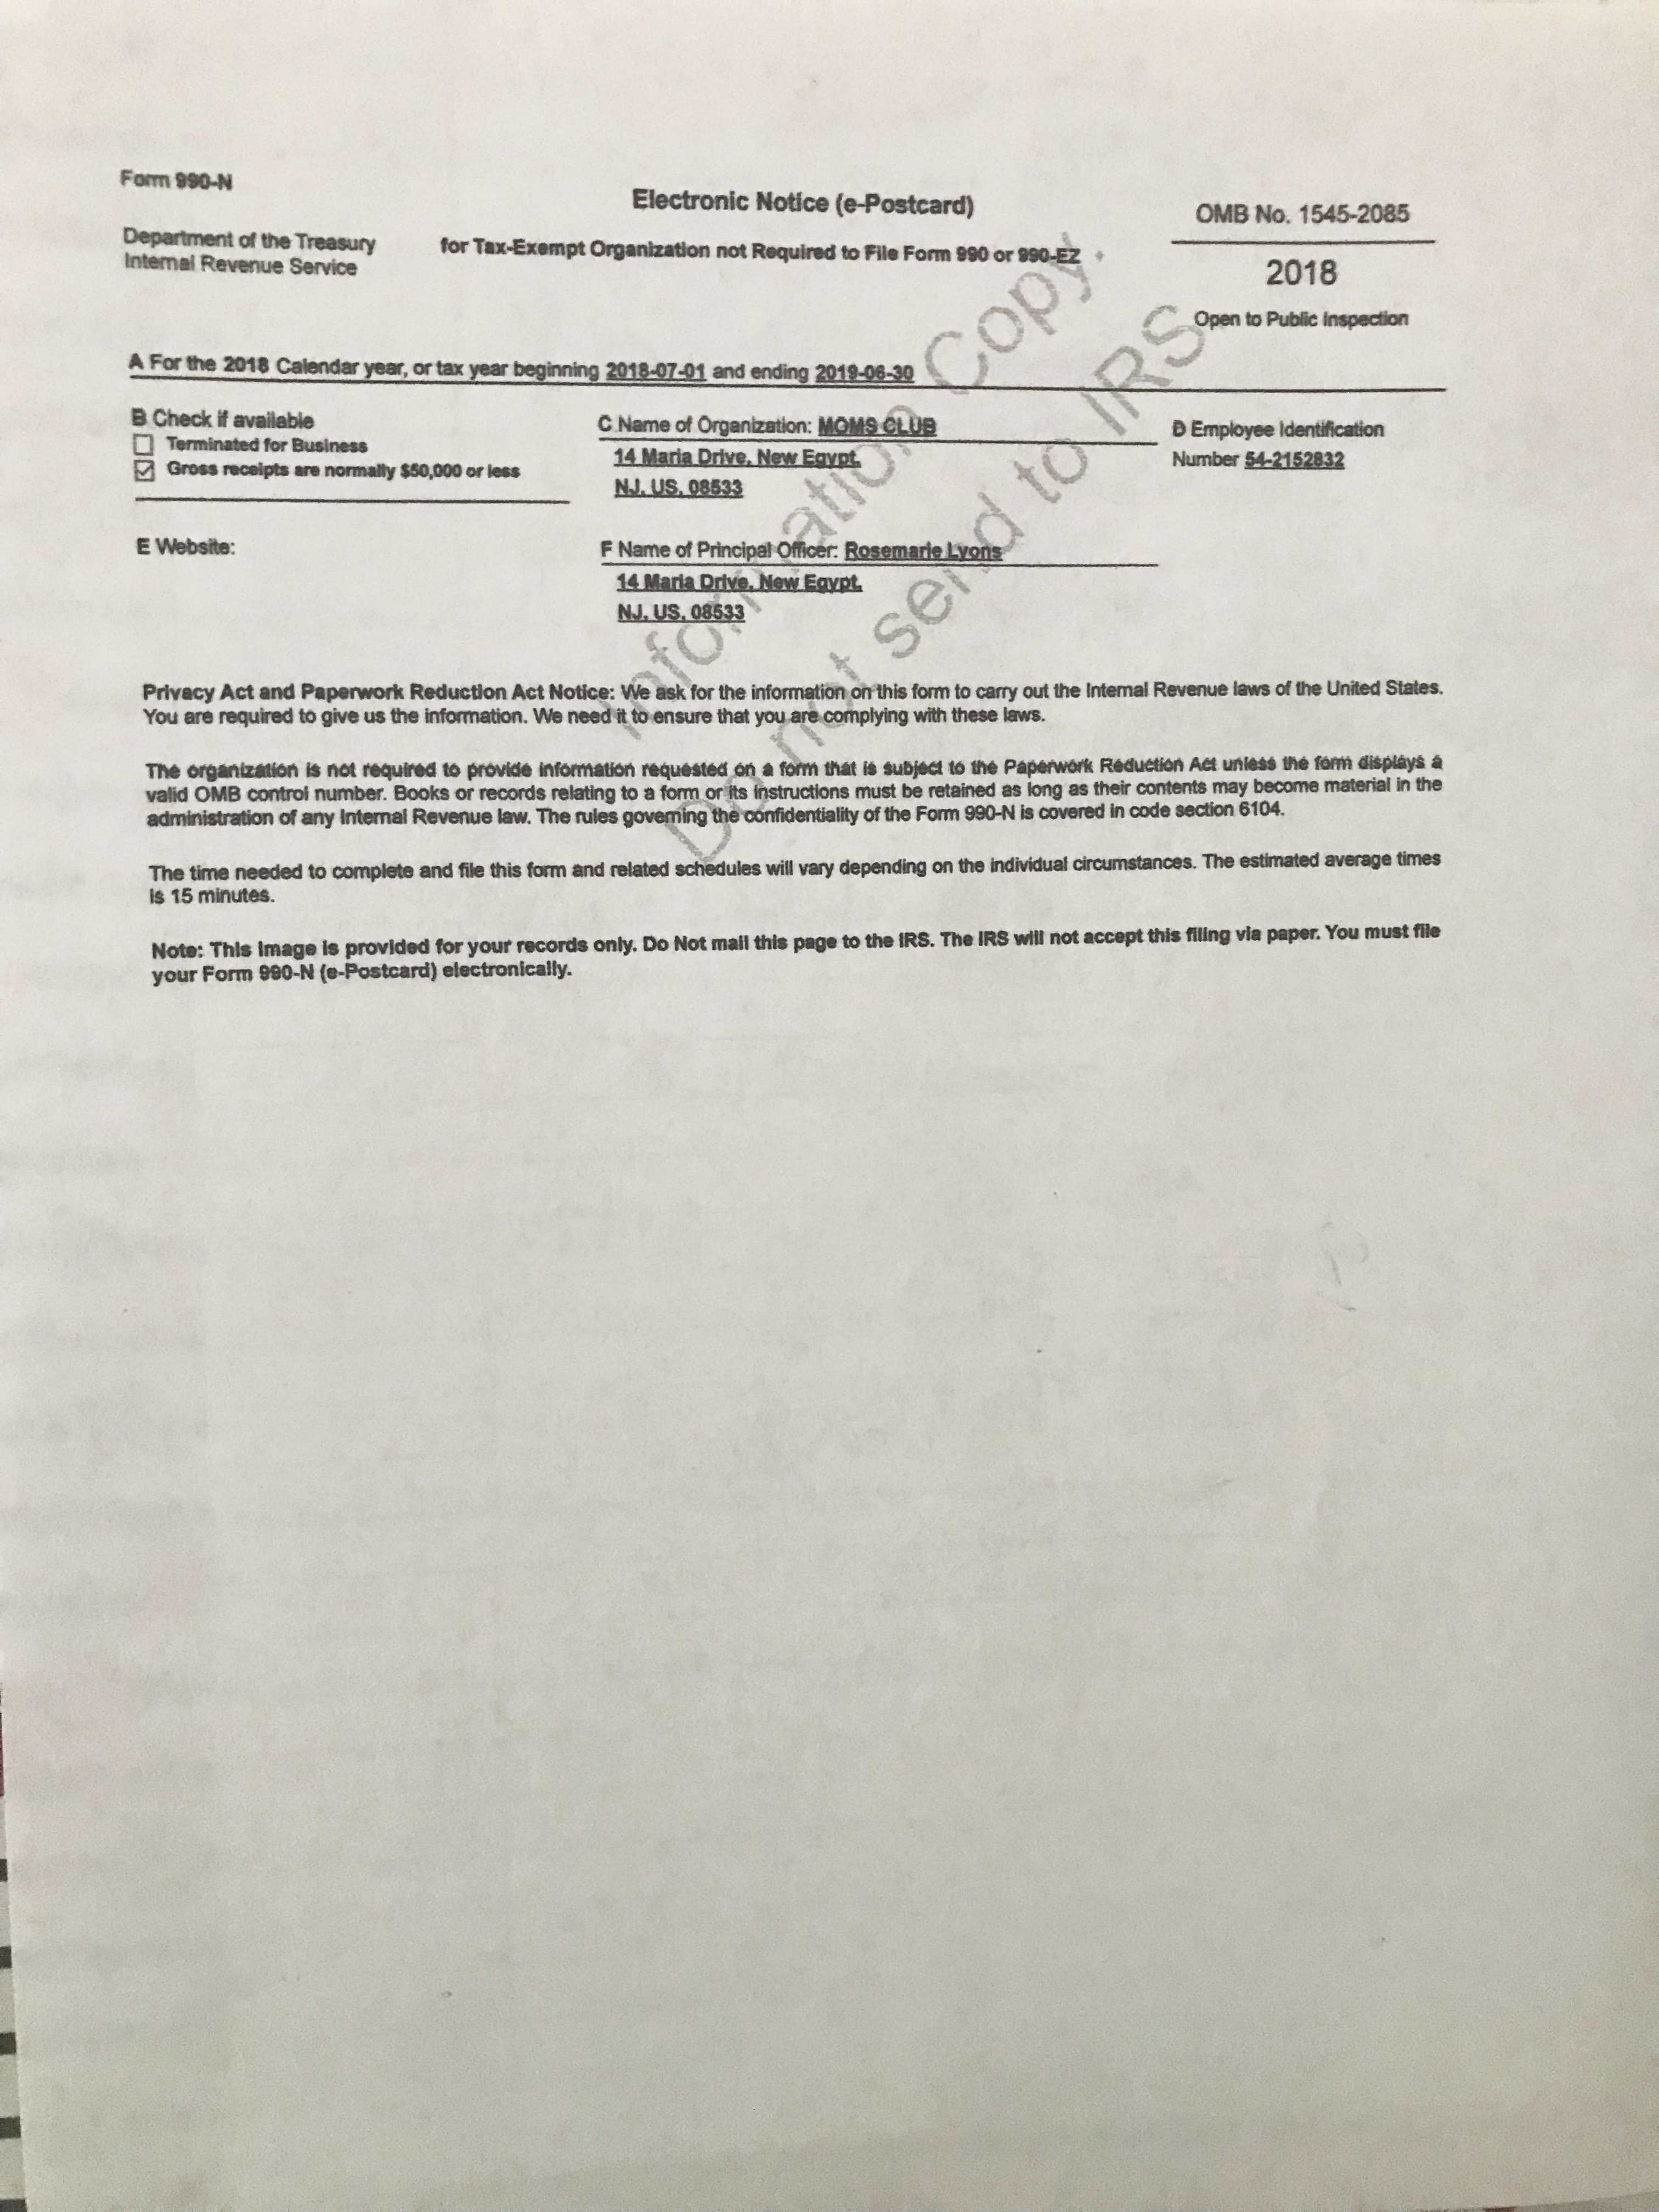 Form 990-N
Electronic Notice (e-Postcard)
OMB No. 1545-2085
Department of the Treasury
Internal Revenue Service
for Tax-Exempt Organization not Required to File Form 990 or 990-EZ
2018
Open to Public Inspection
A For the 2018 Calendar year, or tax year beginning 2018-07-01 and ending 2019-06-30
B Check if available
Terminated for Business
Gross receipts are normally $50,000 or less
C Name of Organization: MOMS CLUB
14 Maria Drive, New Egypt,
NJ, US, 08533
D Employee Identification
Number 54-2152832
E Website:
F Name of Principal Officer: Rosemarie Lyons
14 Maria Drive, New Egypt,
NJ, US, 08533
Privacy Act and Paperwork Reduction Act Notice: We ask for the information on this form to carry out the Internal Revenue laws of the United States.
You are required to give us the information. We need it to ensure that you are complying with these laws.
The organization is not required to provide information requested on a form that is subject to the Paperwork Reduction Act unless the form displays a
valid OMB control number. Books or records relating to a form or its instructions must be retained as long as their contents may become material in the
administration of any Internal Revenue law. The rules governing the confidentiality of the Form 990-N is covered in code section 6104.
The time needed to complete and file this form and related schedules will vary depending on the individual circumstances. The estimated average times
is 15 minutes.
Note: This image is provided for your records only. Do Not mail this page to the IRS. The IRS will not accept this filing via paper. You must file
your Form 990-N (e-Postcard) electronically.
Information Copy.
Do not send to IRS.